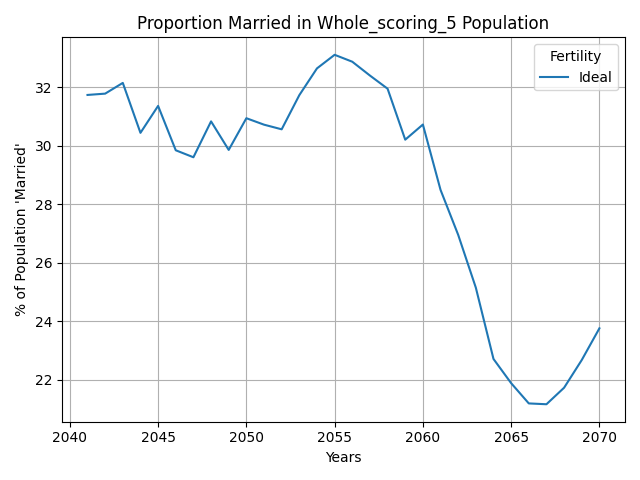 Proportion Married in Whole_scoring_5 Population
Fertility
Ideal
% of Population 'Married'
32
30
28
26
24
22
2040
2045
2050
2055
2060
2065
2070
Years